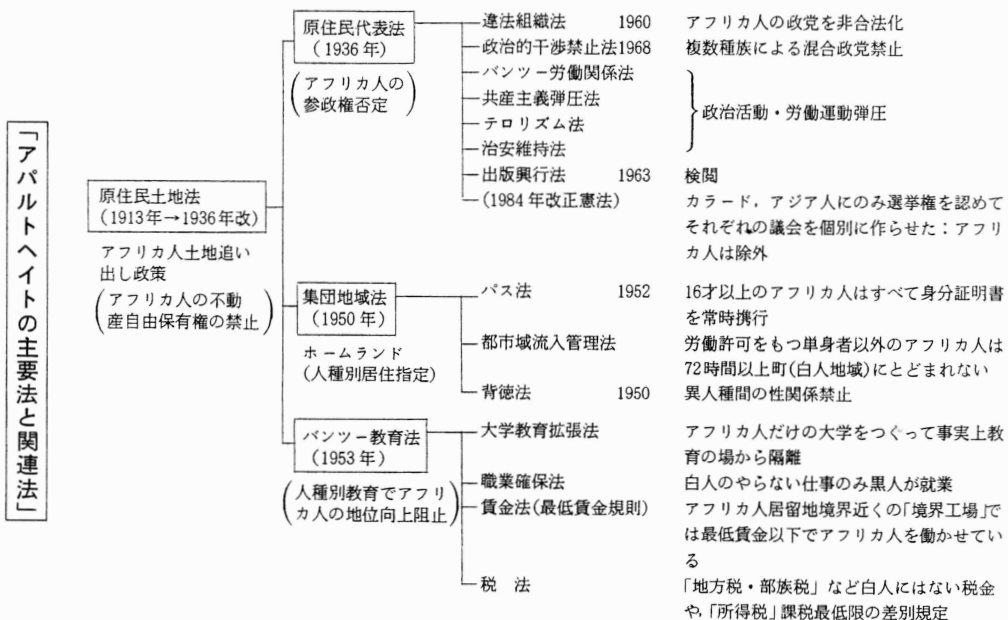 「アパルトヘイトの主要法と関連法」
原住民土地法
(1913年→1936年改)
アフリカ人土地追い
出し政策
(アフリカ人の不動
産自由保有権の禁止)
原住民代表法
(1936年)
(アフリカ人の
参政権否定)
違法組織法 1960 アフリカ人の政党を非合法化
政治的干渉禁止法1968 複数種族による混合政党禁止
バンツー労働関係法
共産主義弾圧法
テロリズム法
治安維持法
政治活動・労働運動弾圧
出版興行法 1963 検閲
(1984年改正憲法) カラード,アジア人にのみ選挙権を認めて
それぞれの議会を個別に作らせた:アフリ
カ人は除外
集団地域法
(1950年)
ホームランド
(人種別居住指定)
パス法 1952 16才以上のアフリカ人はすべて身分証明書
を常時携行
都市域流入管理法 労働許可をもつ単身者以外のアフリカ人は
72時間以上町(白人地域)にとどまれない
背徳法 1950 異人種間の性関係禁止
バンツー教育法
(1953年)
(人種別教育でアフリ
カ人の地位向上阻止)
大学教育拡張法 アフリカ人だけの大学をつくって事実上教
育の場から隔離
職業確保法 白人のやらない仕事のみ黒人が就業
賃金法(最低賃金規則) アフリカ人居留地境界近くの「境界工場」で
は最低賃金以下でアフリカ人を働かせてい
る
税 法 「地方税・部族税」など白人にはない税金
や,「所得税」課税最低限の差別規定